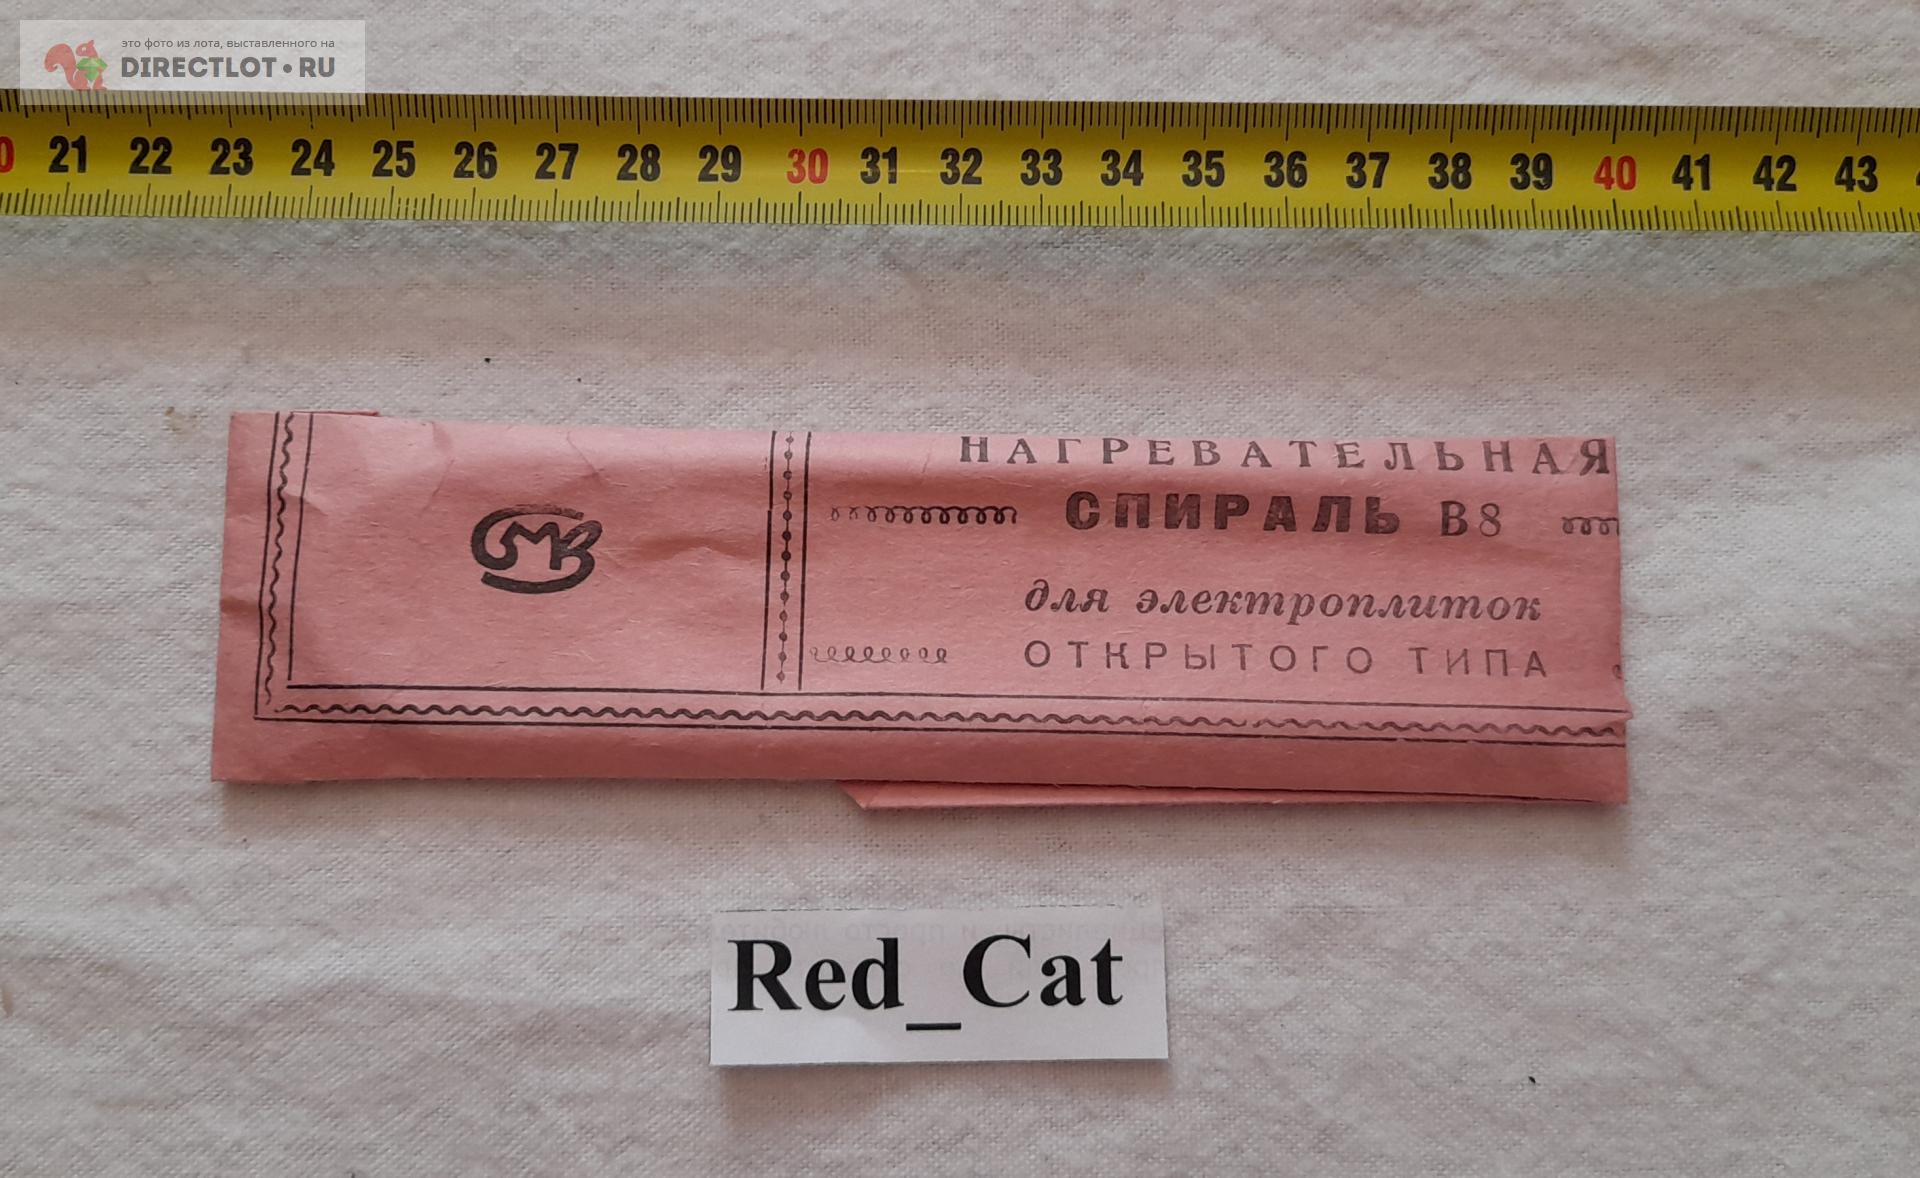 это фото из лота, выставленного на
DIRECTLOT•RU
21 22 23 24 25 26 27 28 29 30 31 32 33 34 35 36 37 38 39 40 41 42 43
НАГРЕВАТЕЛЬНАЯ
СПИРАЛЬ В8
для электроплиток
ОТКРЫТОГО ТИПА
Red_Cat